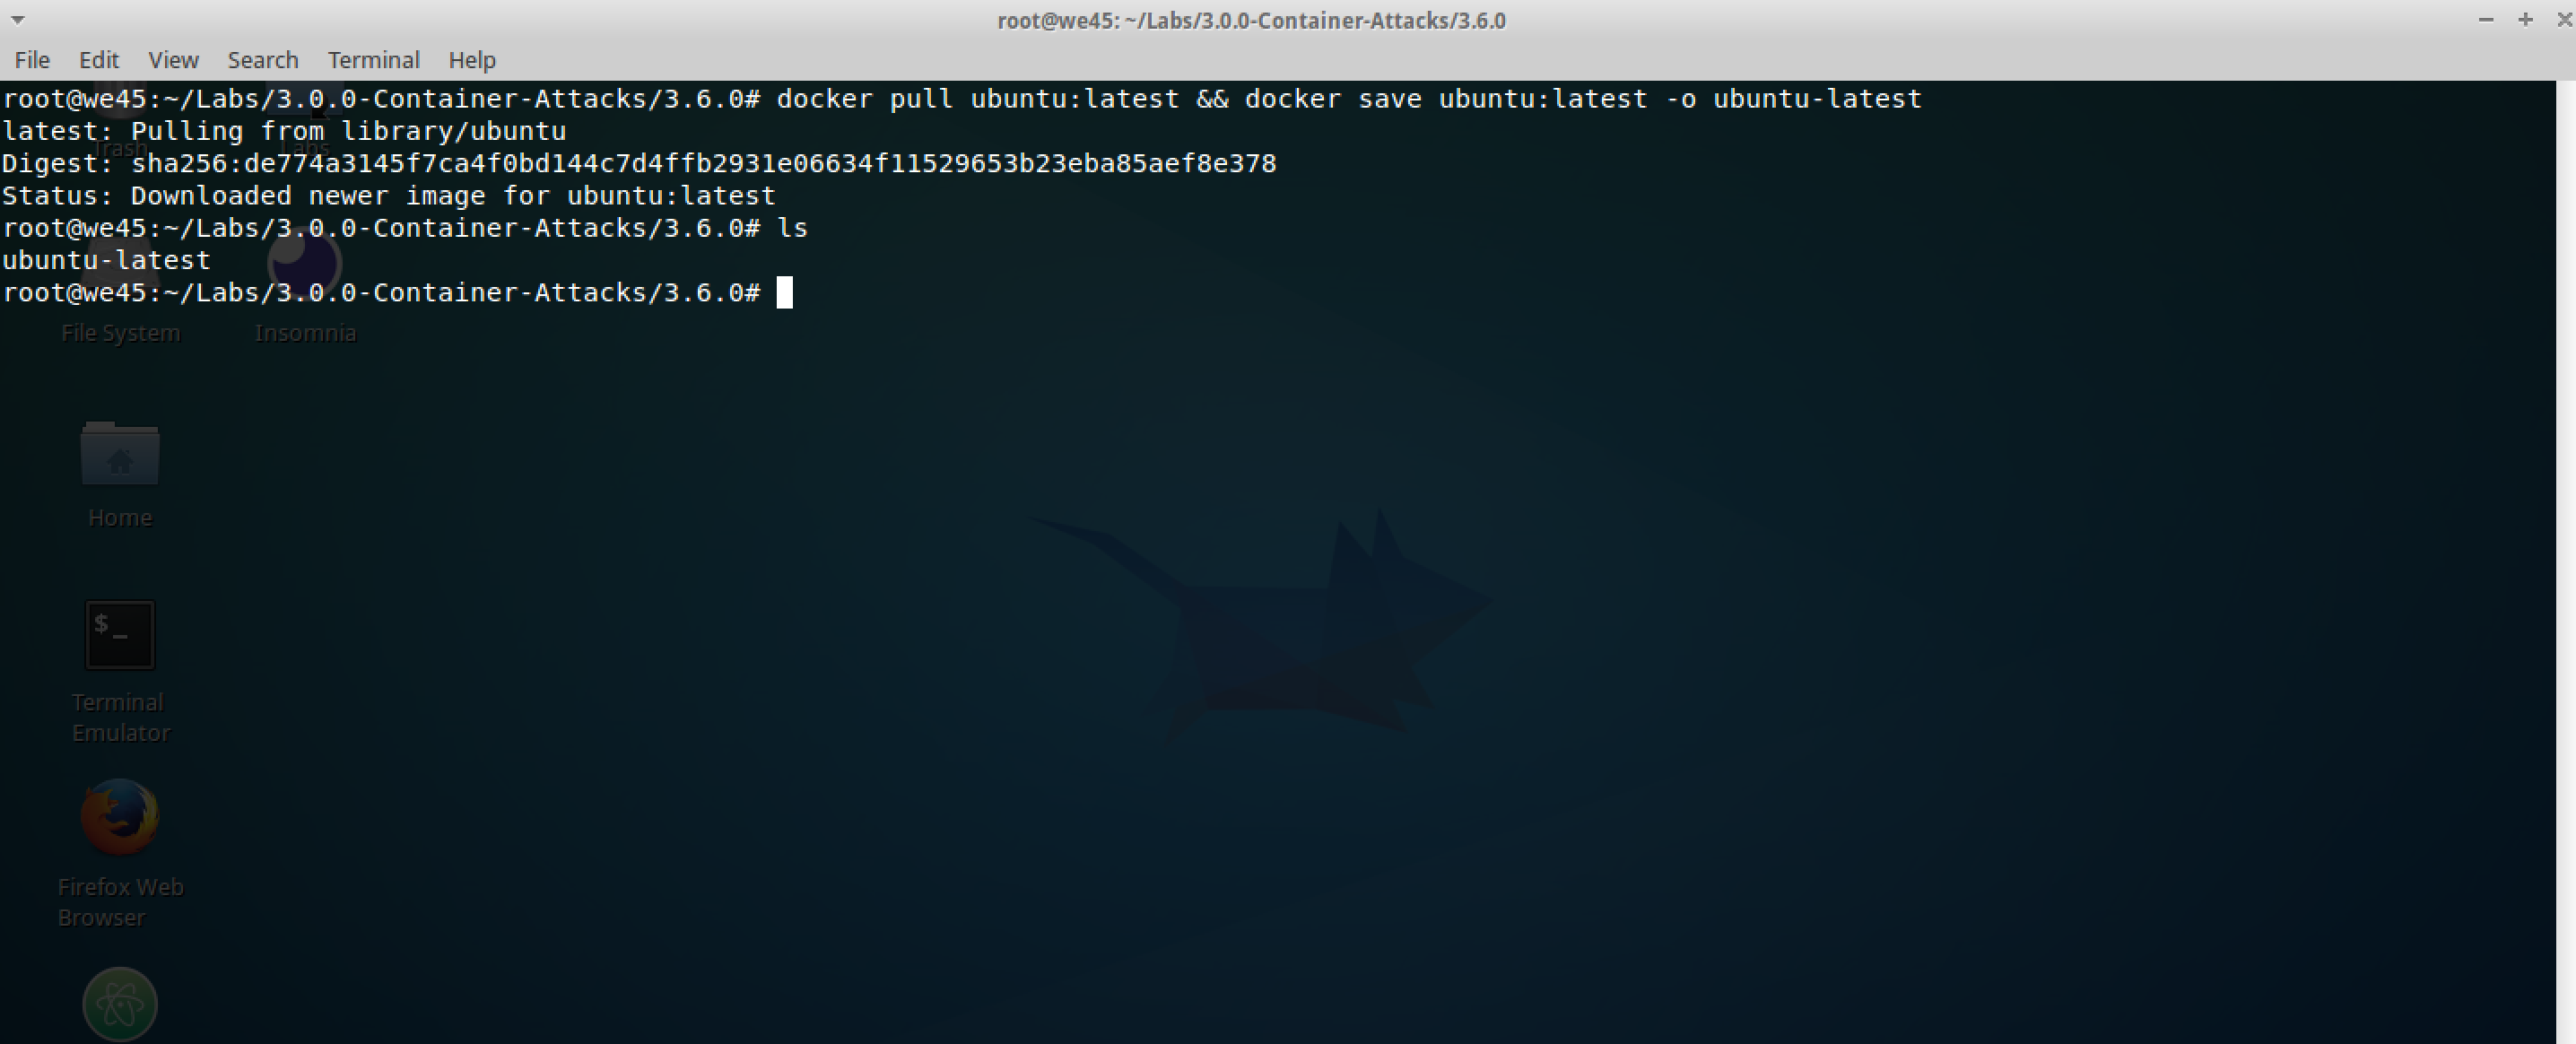 root@we45: ~/Labs/3.0.0-Container-Attacks/3.6.0
File Edit View Search Terminal Help
root@we45:~/Labs/3.0.0-Container-Attacks/3.6.0# docker pull ubuntu:latest && docker save ubuntu:latest -o ubuntu-latest
latest: Pulling from library/ubuntu
Trash Labs
Digest: sha256:de774a3145f7ca4f0bd144c7d4ffb2931e06634f11529653b23eba85aef8e378
Status: Downloaded newer image for ubuntu:latest
root@we45:~/Labs/3.0.0-Container-Attacks/3.6.0# ls
ubuntu-latest
root@we45:~/Labs/3.0.0-Container-Attacks/3.6.0#
File System Insomnia
Home
$_
Terminal
Emulator
Firefox Web
Browser